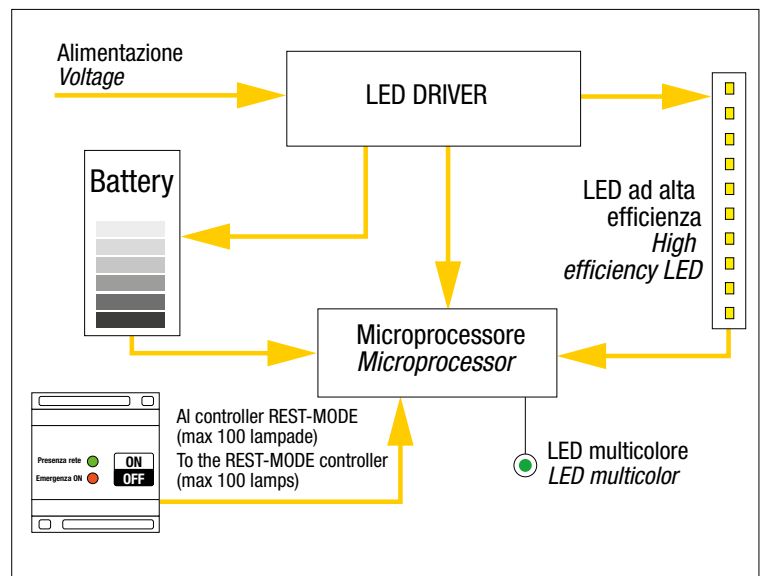 Alimentazione
Voltage
LED DRIVER
Battery
LED ad alta
efficienza
High
efficiency LED
Microprocessore
Microprocessor
Al controller REST-MODE
(max 100 lampade)
To the REST-MODE controller
(max 100 lamps)
Presenza rete
Emergenza ON
ON
OFF
LED multicolore
LED multicolor